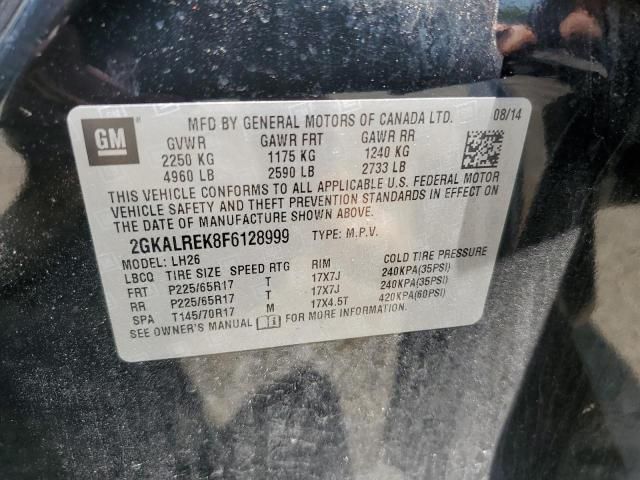 GM
MFD BY GENERAL MOTORS OF CANADA LTD. 08/14
GVWR GAWR FRT GAWR RR
2250 KG 1175 KG 1240 KG
4960 LB 2590 LB 2733 LB
THIS VEHICLE CONFORMS TO ALL APPLICABLE U.S. FEDERAL MOTOR
VEHICLE SAFETY AND THEFT PREVENTION STANDARDS IN EFFECT ON
THE DATE OF MANUFACTURE SHOWN ABOVE.
2GKALREK8F6128999 TYPE: M.P.V.
MODEL: LH26
LBCQ TIRE SIZE SPEED RTG RIM COLD TIRE PRESSURE
FRT P225/65R17 T 17X7J 240KPA(35PSI)
RR P225/65R17 T 17X7J 240KPA(35PSI)
SPA T145/70R17 M 17X4.5T 420KPA(60PSI)
SEE OWNER'S MANUAL FOR MORE INFORMATION.